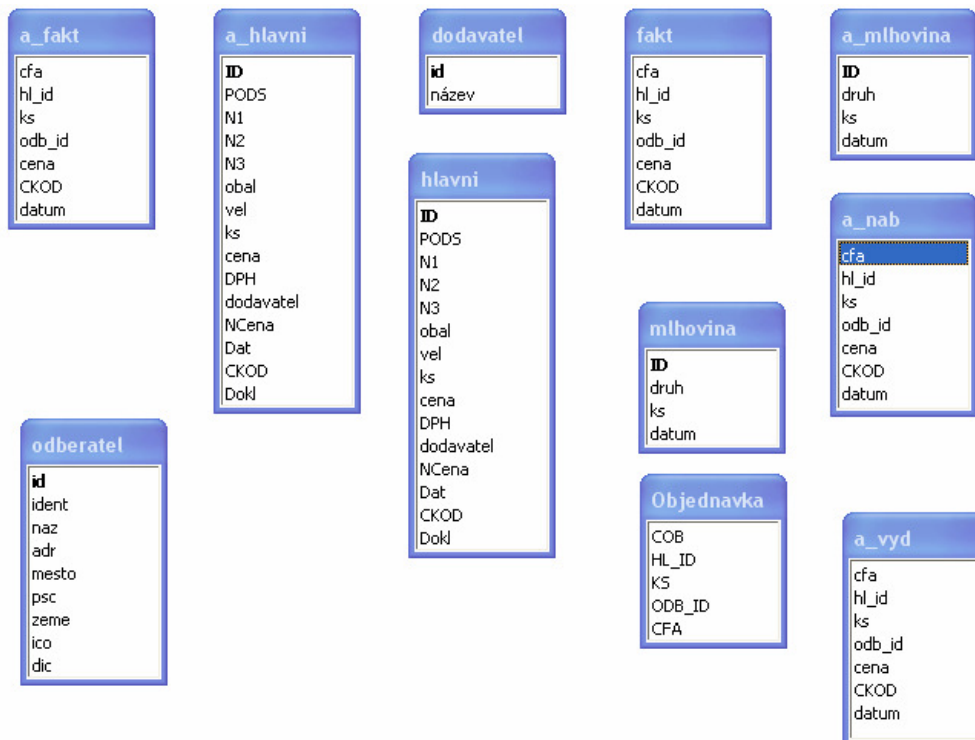 a_fakt
cfa
hl_id
ks
odb_id
cena
CKOD
datum
a_hlavni
ID
PODS
N1
N2
N3
obal
vel
ks
cena
DPH
dodavatel
NCena
Dat
CKOD
Dokl
dodavatel
id
název
fakt
cfa
hl_id
ks
odb_id
cena
CKOD
datum
a_mlhovina
ID
druh
ks
datum
hlavni
ID
PODS
N1
N2
N3
obal
vel
ks
cena
DPH
dodavatel
NCena
Dat
CKOD
Dokl
a_nab
cfa
hl_id
ks
odb_id
cena
CKOD
datum
mlhovina
ID
druh
ks
datum
odberatel
id
ident
naz
adr
mesto
psc
zeme
ico
dic
Objednavka
COB
HL_ID
KS
ODB_ID
CFA
a_vyd
cfa
hl_id
ks
odb_id
cena
CKOD
datum